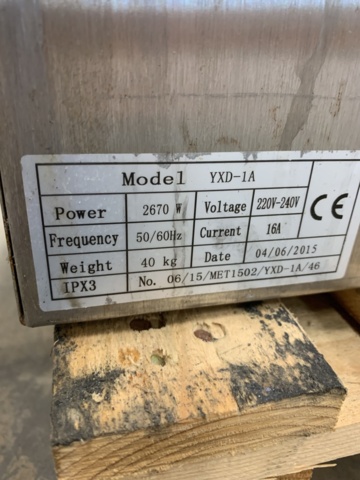 Model YXD-1A
Power 2670 W Voltage 220V-240V
Frequency 50/60Hz Current 16A
Weight 40 kg Date 04/06/2015
IPX3 No. 06/15/MET1502/YXD-1A/46
CE